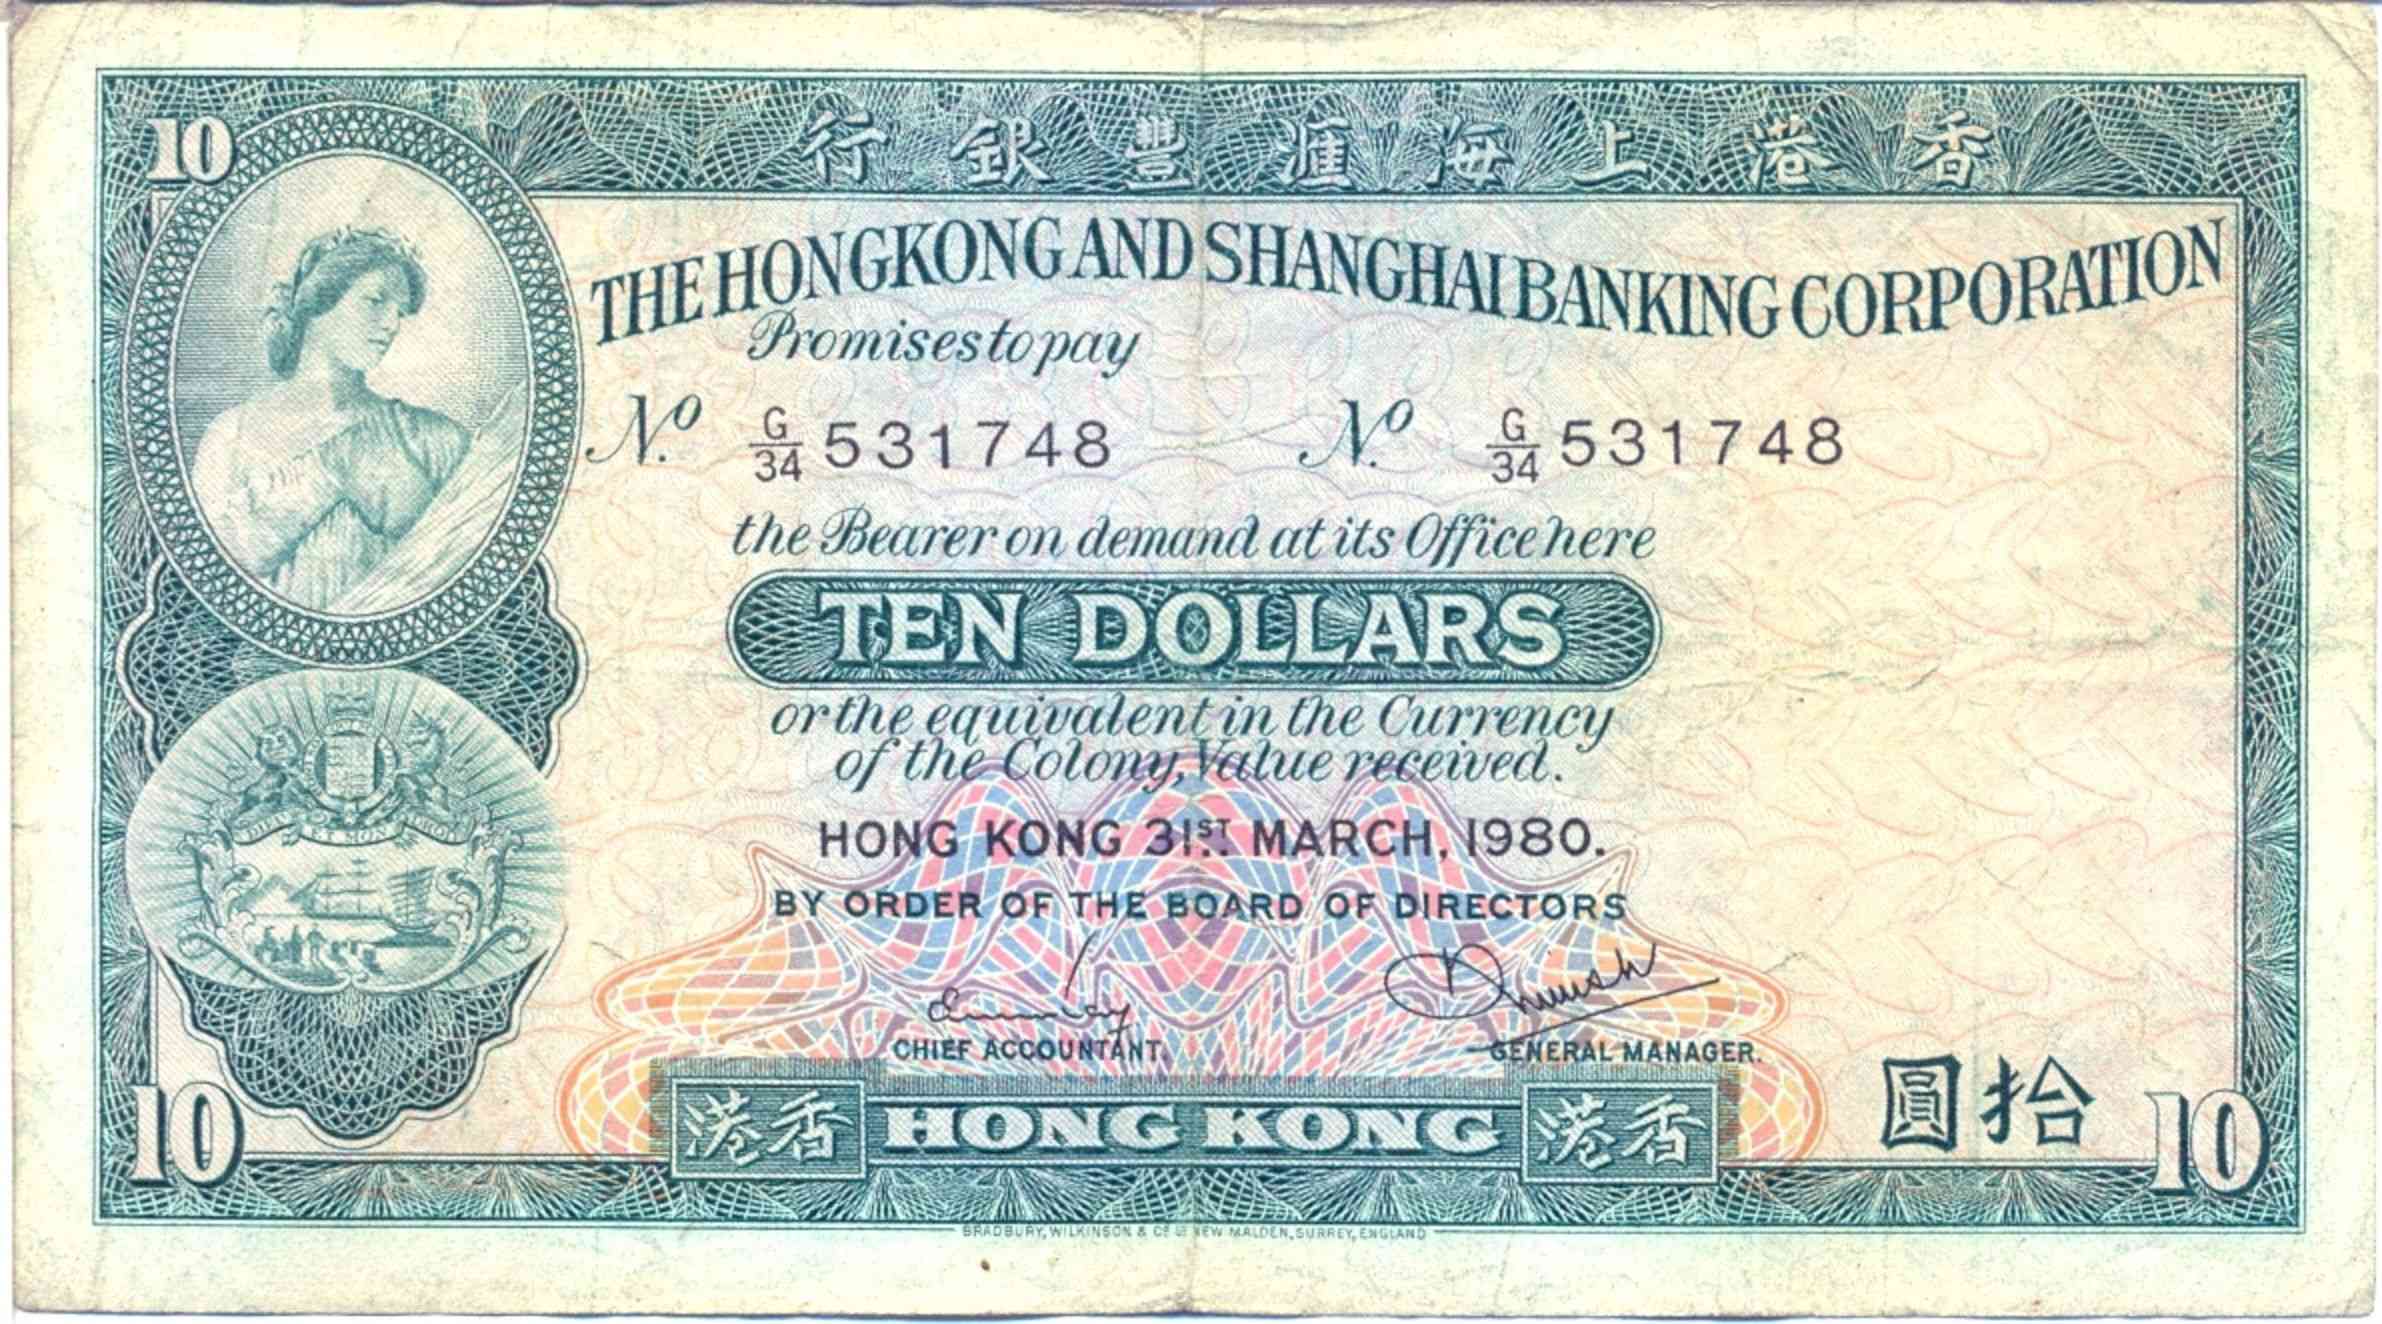 10
香港上海滙豐銀行
THE HONGKONG AND SHANGHAI BANKING CORPORATION
Promises to pay
No. G/34 531748 No. G/34 531748
the Bearer on demand at its Office here
TEN DOLLARS
or the equivalent in the Currency
of the Colony, Value received.
HONG KONG 31ST MARCH, 1980.
BY ORDER OF THE BOARD OF DIRECTORS
CHIEF ACCOUNTANT. GENERAL MANAGER.
拾圓
10 香港 HONG KONG 香港 10
BRADBURY, WILKINSON & Co. Ld. NEW MALDEN, SURREY, ENGLAND